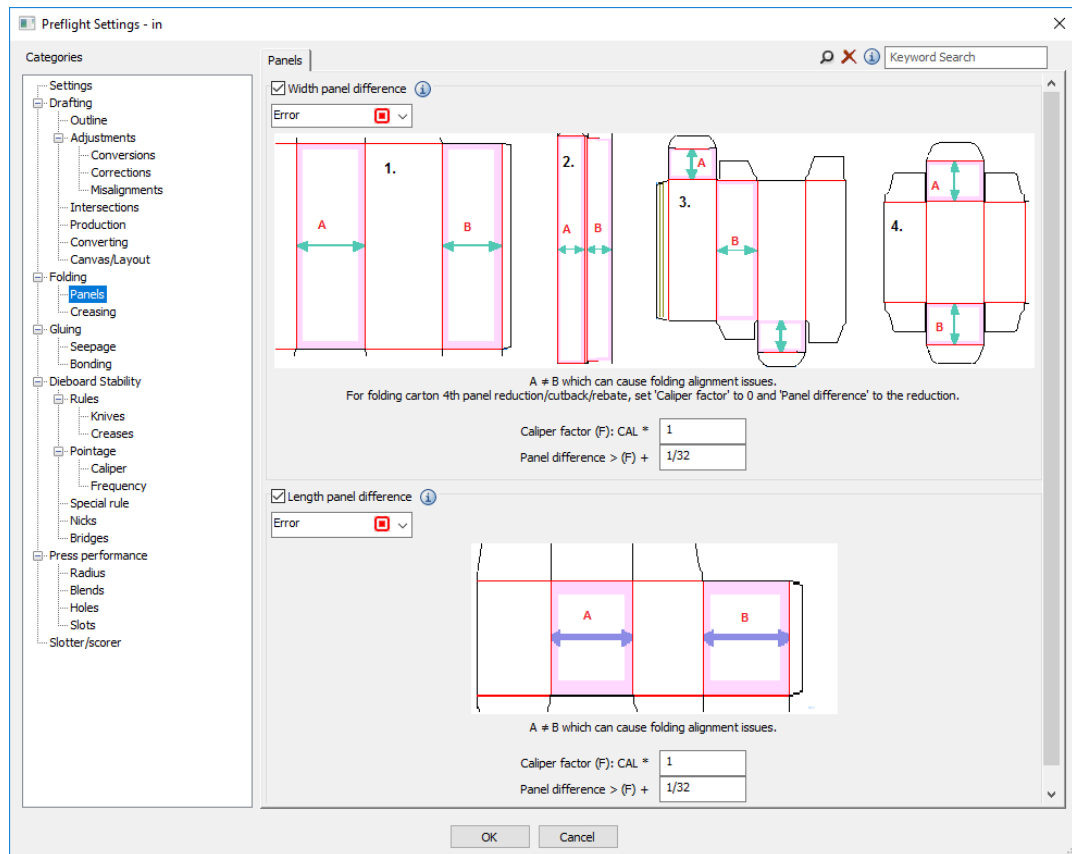 Preflight Settings - in
Categories
Settings
Drafting
Outline
Adjustments
Conversions
Corrections
Misalignments
Intersections
Production
Converting
Canvas/Layout
Folding
Panels
Creasing
Gluing
Seepage
Bonding
Dieboard Stability
Rules
Knives
Creases
Pointage
Caliper
Frequency
Special rule
Nicks
Bridges
Press performance
Radius
Blends
Holes
Slots
Slotter/scorer
Panels
Keyword Search
Width panel difference
Error
1.
A
B
2.
A
B
3.
A
B
4.
A
B
A ≠ B which can cause folding alignment issues.
For folding carton 4th panel reduction/cutback/rebate, set 'Caliper factor' to 0 and 'Panel difference' to the reduction.
Caliper factor (F): CAL * 1
Panel difference > (F) + 1/32
Length panel difference
Error
A
B
A ≠ B which can cause folding alignment issues.
Caliper factor (F): CAL * 1
Panel difference > (F) + 1/32
OK
Cancel